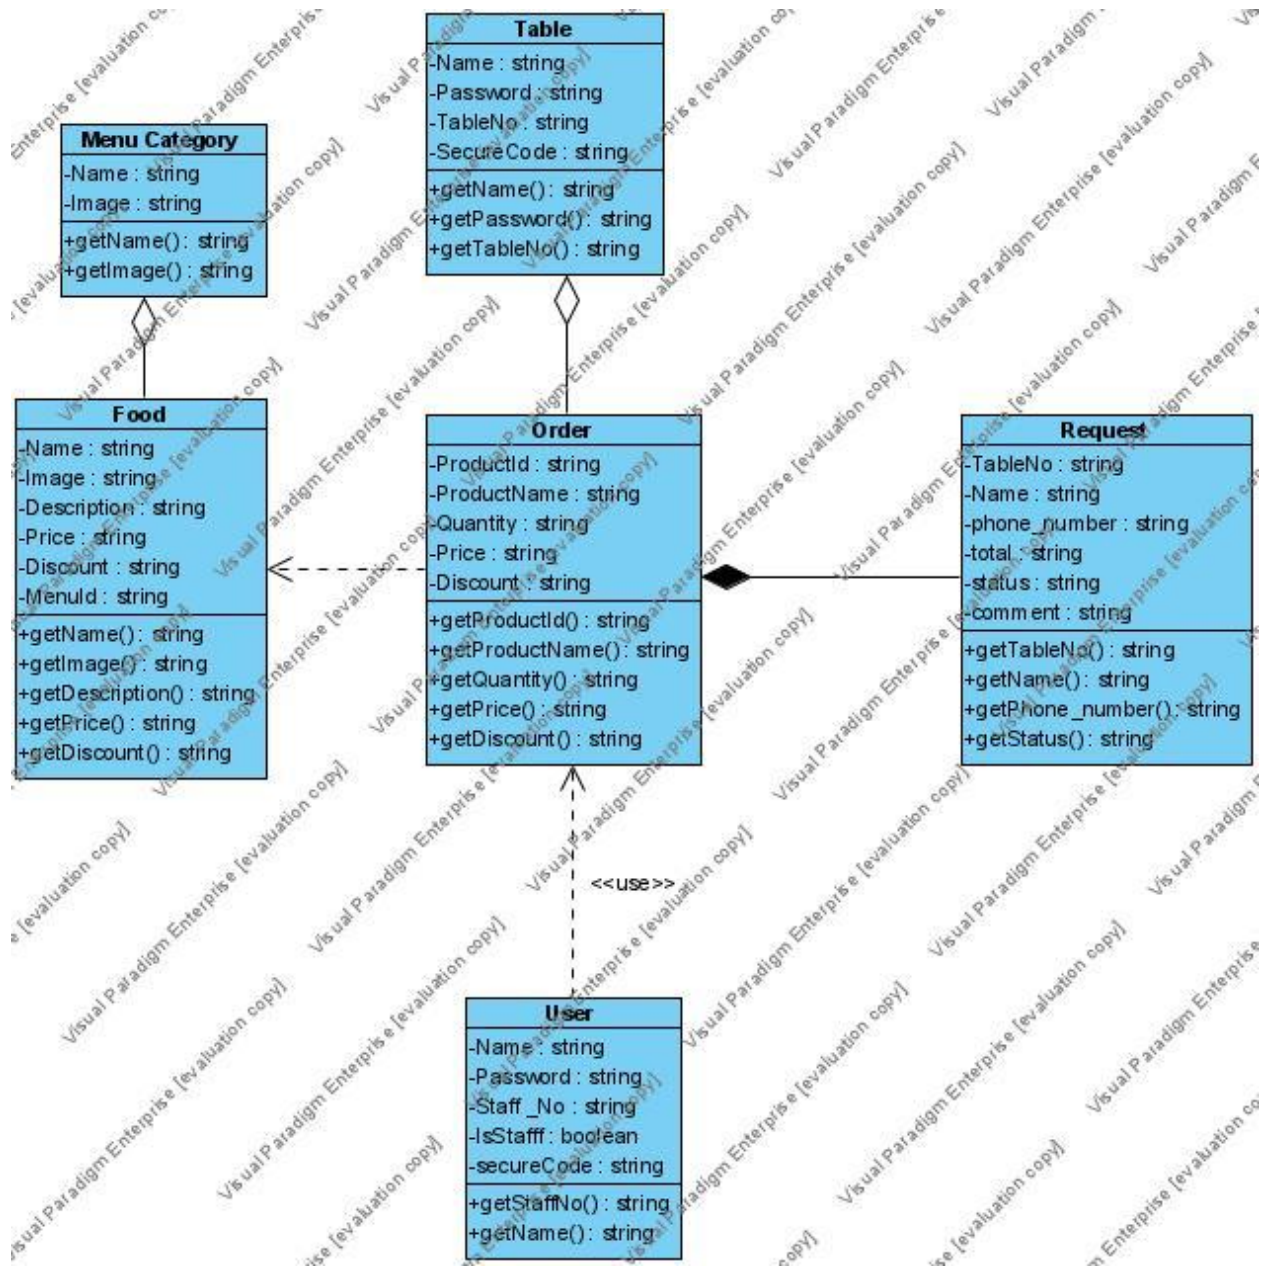 Table
-Name : string
-Password : string
-TableNo : string
-SecureCode : string
+getName() : string
+getPassword() : string
+getTableNo() : string
Menu Category
-Name : string
-Image : string
+getName() : string
+getImage() : string
Food
-Name : string
-Image : string
-Description : string
-Price : string
-Discount : string
-MenuId : string
+getName() : string
+getImage() : string
+getDescription() : string
+getPrice() : string
+getDiscount() : string
Order
-ProductId : string
-ProductName : string
-Quantity : string
-Price : string
-Discount : string
+getProductId() : string
+getProductName() : string
+getQuantity() : string
+getPrice() : string
+getDiscount() : string
Request
-TableNo : string
-Name : string
-phone_number : string
-total : string
-status : string
-comment : string
+getTableNo() : string
+getName() : string
+getPhone_number() : string
+getStatus() : string
<<use>>
User
-Name : string
-Password : string
-Staff_No : string
-IsStafff : boolean
-secureCode : string
+getStaffNo() : string
+getName() : string
Visual Paradigm Enterprise [evaluation copy]